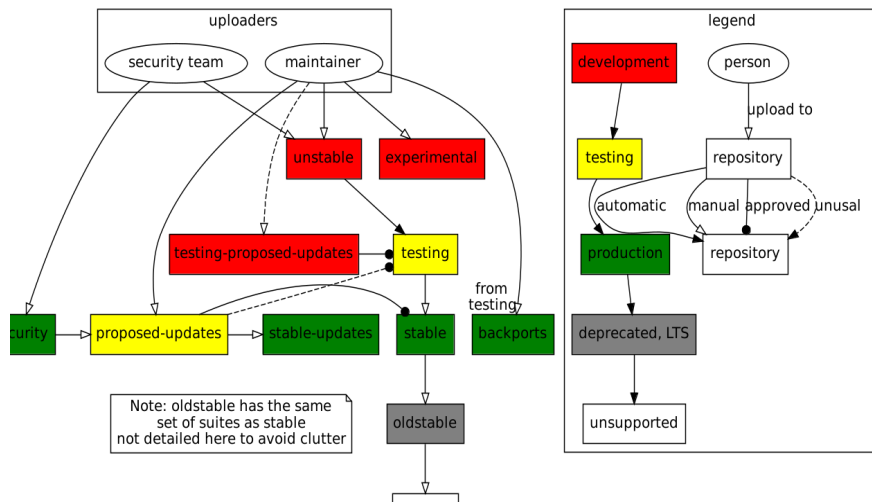 uploaders
legend
security team
maintainer
development
person
upload to
unstable
experimental
testing
repository
automatic
manual
approved
unusal
testing-proposed-updates
testing
production
repository
from
testing
curity
proposed-updates
stable-updates
stable
backports
deprecated, LTS
Note: oldstable has the same
set of suites as stable
not detailed here to avoid clutter
oldstable
unsupported